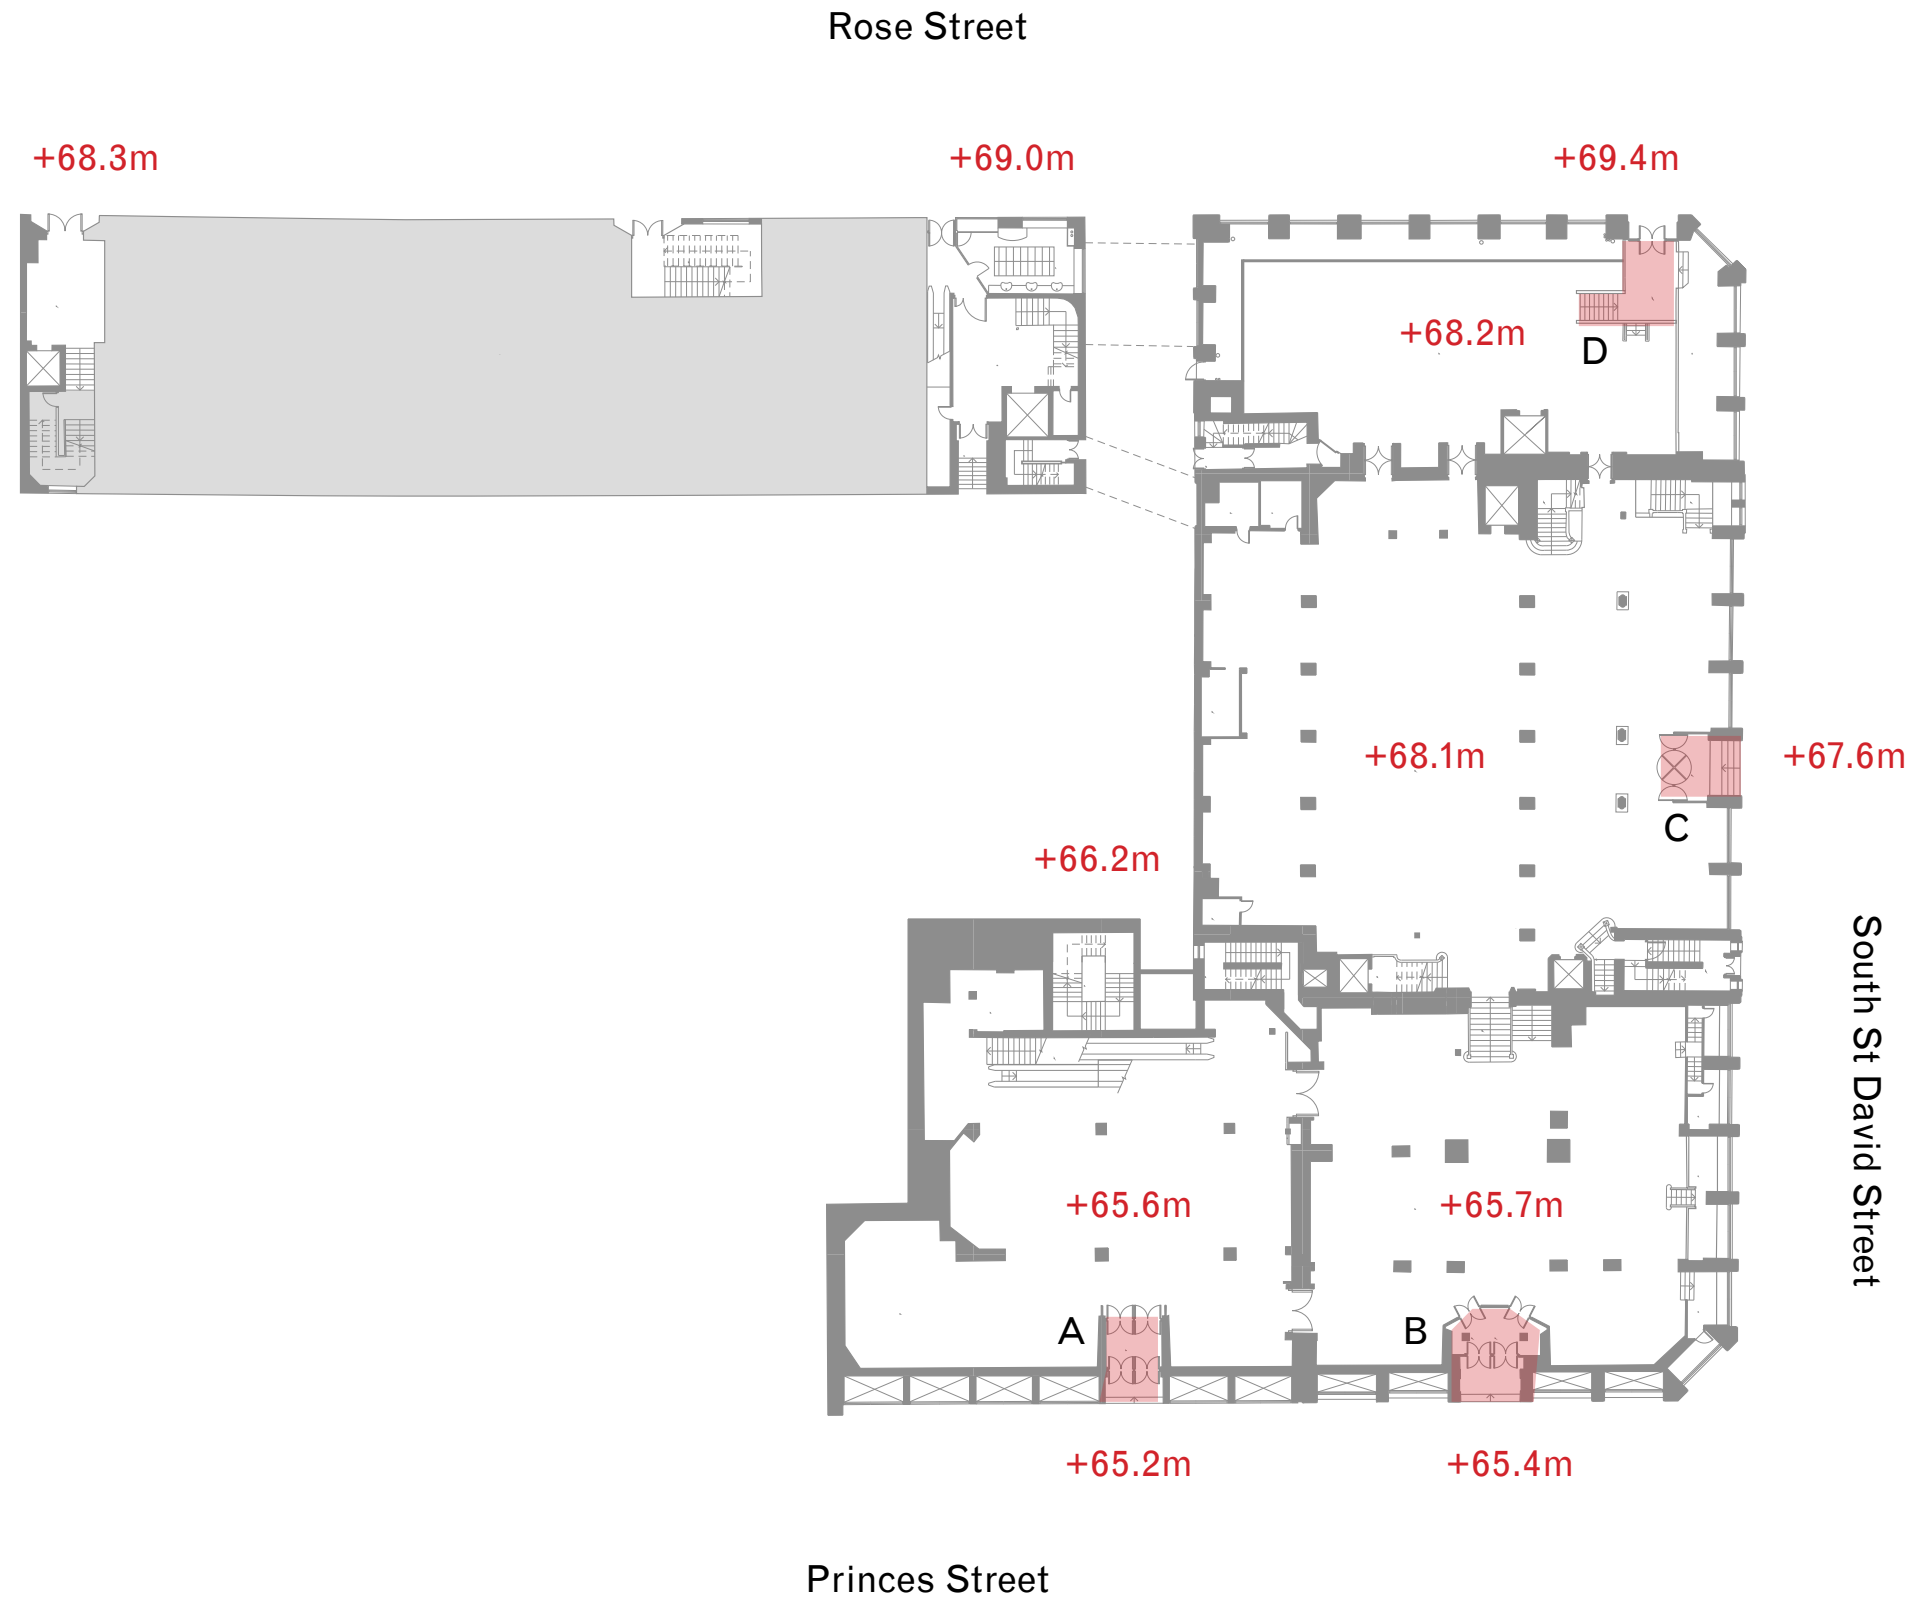 Rose Street
+68.3m
+69.0m
+69.4m
+68.2m
D
+68.1m
+67.6m
C
+66.2m
South St David Street
+65.6m
+65.7m
A
B
+65.2m
+65.4m
Princes Street